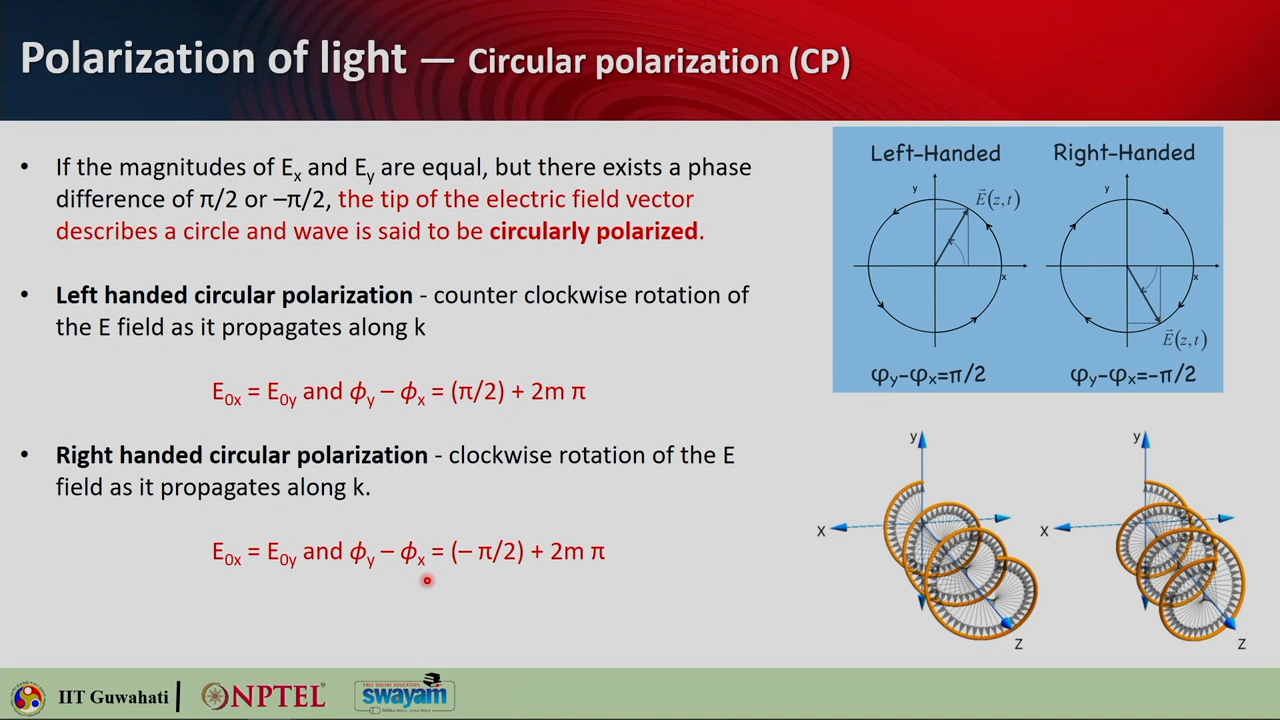 Polarization of light — Circular polarization (CP)
• If the magnitudes of Ex and Ey are equal, but there exists a phase
difference of π/2 or –π/2, the tip of the electric field vector
describes a circle and wave is said to be circularly polarized.
• Left handed circular polarization - counter clockwise rotation of
the E field as it propagates along k
E0x = E0y and ϕy – ϕx = (π/2) + 2m π
• Right handed circular polarization - clockwise rotation of the E
field as it propagates along k.
E0x = E0y and ϕy – ϕx = (– π/2) + 2m π
Left-Handed
Right-Handed
y
E⃗(z,t)
x
φy-φx=π/2
y
x
E⃗(z,t)
φy-φx=-π/2
y
x
z
y
x
z
IIT Guwahati
NPTEL
FREE ONLINE EDUCATION
swayam